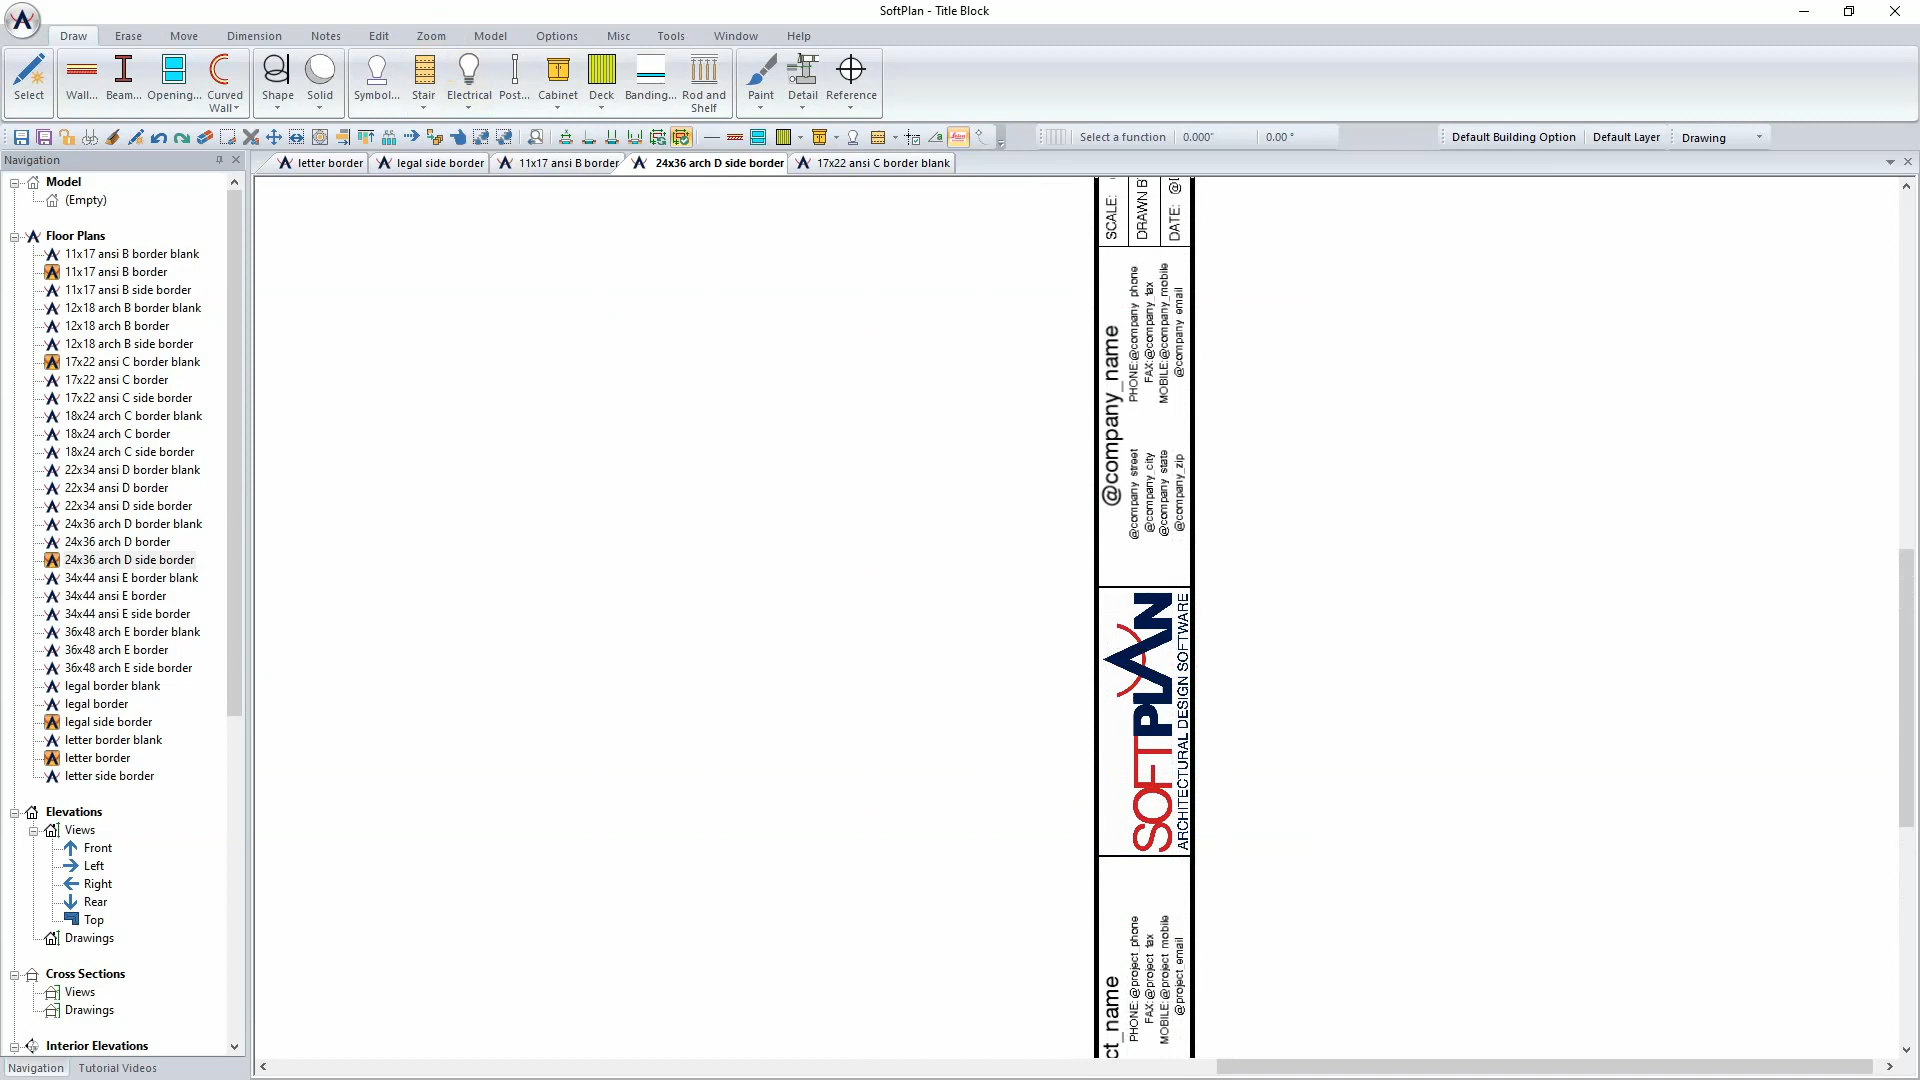 SoftPlan - Title Block
Draw Erase Move Dimension Notes Edit Zoom Model Options Misc Tools Window Help
Select Wall... Beam... Opening... Curved Wall Shape Solid Symbol... Stair Electrical Post... Cabinet Deck Banding... Rod and Shelf Paint Detail Reference
Select a function 0.000" 0.00 ° Default Building Option Default Layer Drawing
Navigation
letter border legal side border 11x17 ansi B border 24x36 arch D side border 17x22 ansi C border blank
Model
(Empty)
Floor Plans
11x17 ansi B border blank
11x17 ansi B border
11x17 ansi B side border
12x18 arch B border blank
12x18 arch B border
12x18 arch B side border
17x22 ansi C border blank
17x22 ansi C border
17x22 ansi C side border
18x24 arch C border blank
18x24 arch C border
18x24 arch C side border
22x34 ansi D border blank
22x34 ansi D border
22x34 ansi D side border
24x36 arch D border blank
24x36 arch D border
24x36 arch D side border
34x44 ansi E border blank
34x44 ansi E border
34x44 ansi E side border
36x48 arch E border blank
36x48 arch E border
36x48 arch E side border
legal border blank
legal border
legal side border
letter border blank
letter border
letter side border
Elevations
Views
Front
Left
Right
Rear
Top
Drawings
Cross Sections
Views
Drawings
Interior Elevations
Navigation Tutorial Videos
SCALE:
DRAWN B
DATE: @
@company_name
PHONE:@company_phone
FAX:@company_fax
MOBILE:@company_mobile
@company_email
@company_street
@company_city
@company_state
@company_zip
SOFTPLAN
ARCHITECTURAL DESIGN SOFTWARE
ct_name
PHONE:@project_phone
FAX:@project_fax
MOBILE:@project_mobile
@project_email